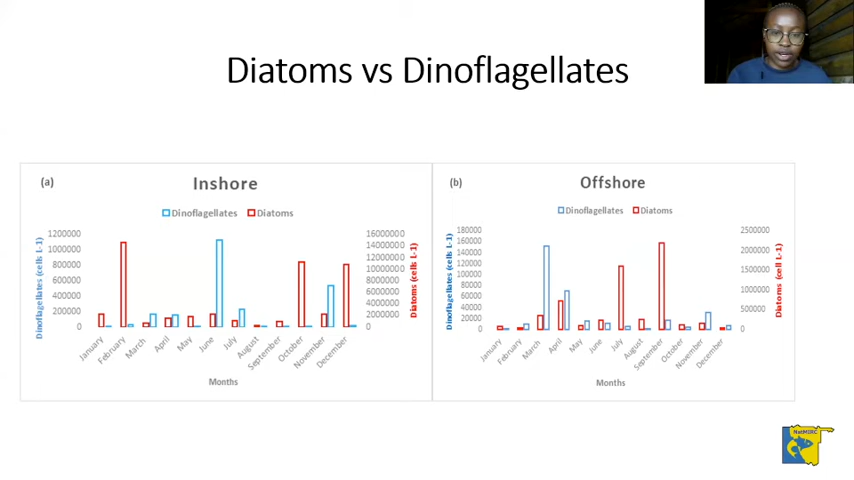 Diatoms vs Dinoflagellates
(a)
Inshore
Dinoflagellates Diatoms
Dinoflagellates (cells L-1)
1200000
1000000
800000
600000
400000
200000
0
16000000
14000000
12000000
10000000
8000000
6000000
4000000
2000000
0
Diatoms (cells L-1)
January
February
March
April
May
June
July
August
September
October
November
December
Months
(b)
Offshore
Dinoflagellates Diatoms
Dinoflagellates (cells L-1)
180000
160000
140000
120000
100000
80000
60000
40000
20000
0
2500000
2000000
1500000
1000000
500000
0
Diatoms (cell L-1)
January
February
March
April
May
June
July
August
September
October
November
December
Months
NatMIRC